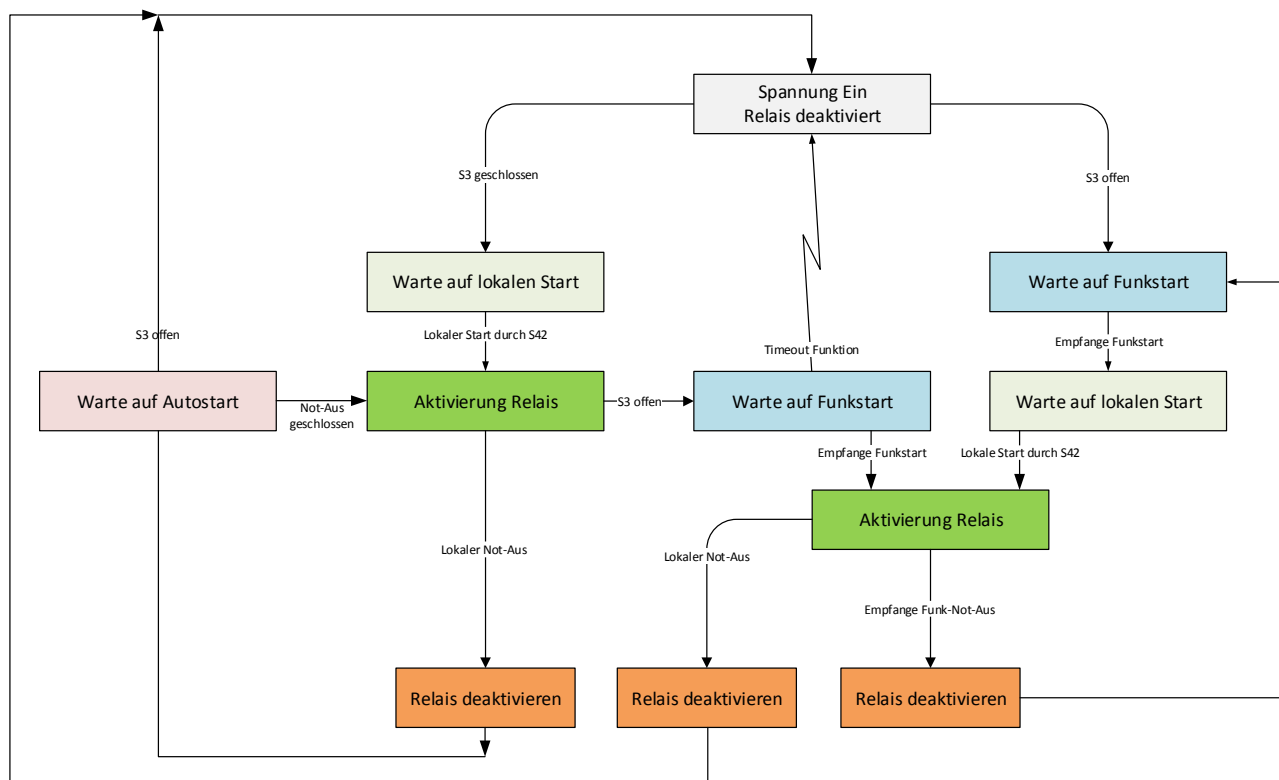 Spannung Ein
Relais deaktiviert
S3 geschlossen
S3 offen
Warte auf lokalen Start
Warte auf Funkstart
S3 offen
Lokaler Start durch S42
Timeout Funktion
Empfange Funkstart
Warte auf Autostart
Not-Aus
geschlossen
Aktivierung Relais
S3 offen
Warte auf Funkstart
Warte auf lokalen Start
Empfange Funkstart
Lokale Start durch S42
Aktivierung Relais
Lokaler Not-Aus
Lokaler Not-Aus
Empfange Funk-Not-Aus
Relais deaktivieren
Relais deaktivieren
Relais deaktivieren